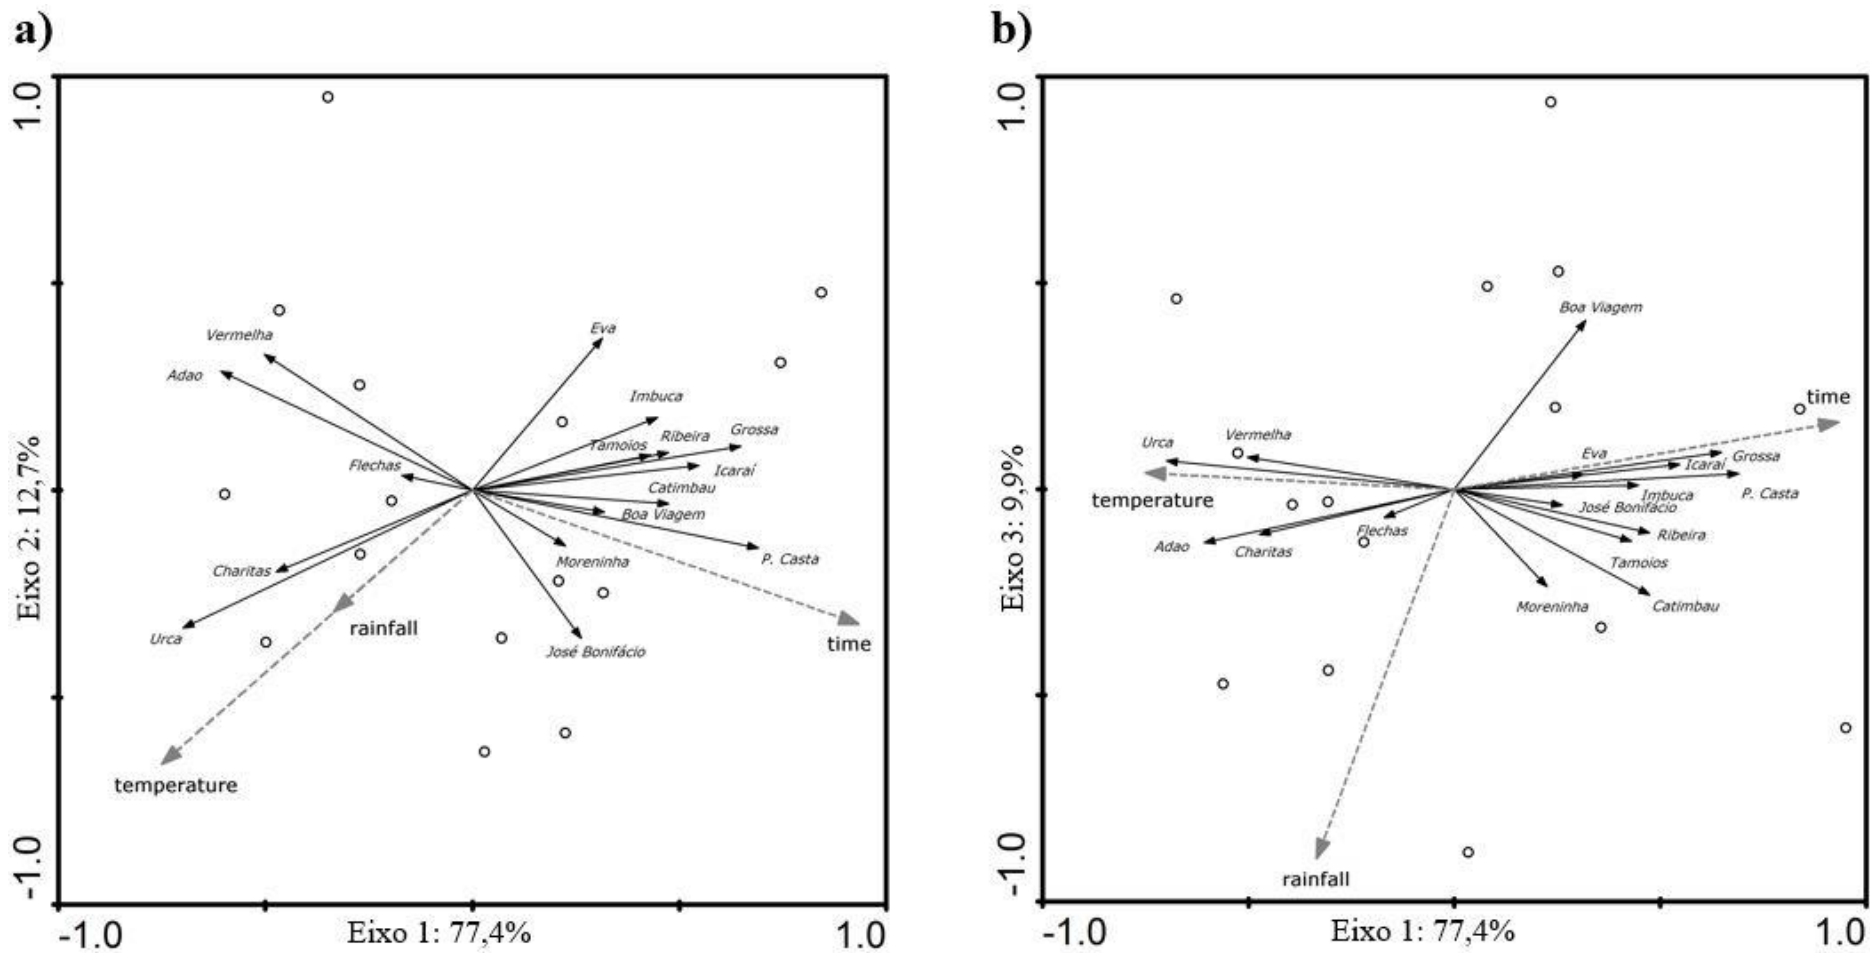 a)
1.0
Eixo 2: 12,7%
-1.0
Vermelha
Adao
Eva
Imbuca
Tamoios
Ribeira
Grossa
Flechas
Icaraí
Catimbau
Boa Viagem
Moreninha
P. Casta
Charitas
Urca
rainfall
José Bonifácio
time
temperature
-1.0
Eixo 1: 77,4%
1.0
b)
1.0
Eixo 3: 9,9%
-1.0
Boa Viagem
time
Urca
Vermelha
Eva
Icaraí
Grossa
temperature
Imbuca
P. Casta
José Bonifácio
Flechas
Ribeira
Adao
Charitas
Tamoios
Moreninha
Catimbau
rainfall
-1.0
Eixo 1: 77,4%
1.0